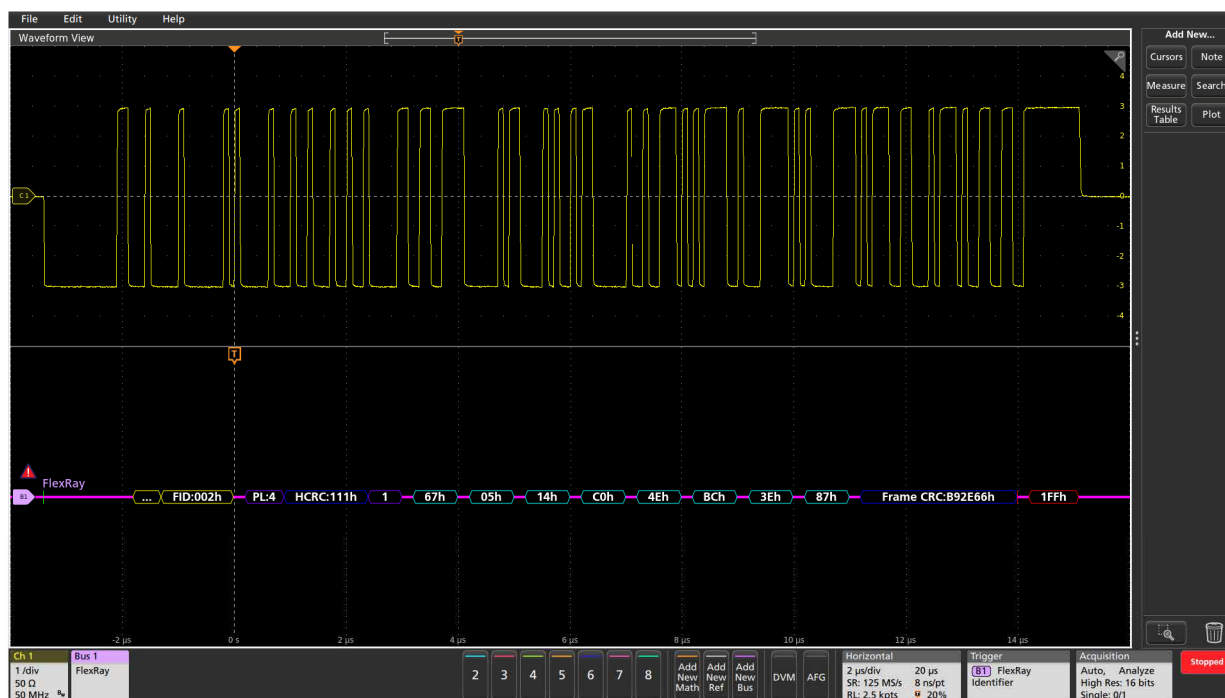 File Edit Utility Help
Waveform View
Add New...
Cursors Note
Measure Search
Results Table Plot
T
4
3
2
1
C1 0
-1
-2
-3
-4
T
FlexRay
B1 ... FID:002h PL:4 HCRC:111h 1 67h 05h 14h C0h 4Eh BCh 3Eh 87h Frame CRC:B92E66h 1FFh
-2 µs 0 s 2 µs 4 µs 6 µs 8 µs 10 µs 12 µs 14 µs
Ch 1
1 /div
50 Ω
50 MHz Bw
Bus 1
FlexRay
2 3 4 5 6 7 8
Add New Math
Add New Ref
Add New Bus
DVM AFG
Horizontal
2 µs/div 20 µs
SR: 125 MS/s 8 ns/pt
RL: 2.5 kpts 20%
Trigger
B1 FlexRay
Identifier
Acquisition
Auto, Analyze
High Res: 16 bits
Single: 0/1
Stopped